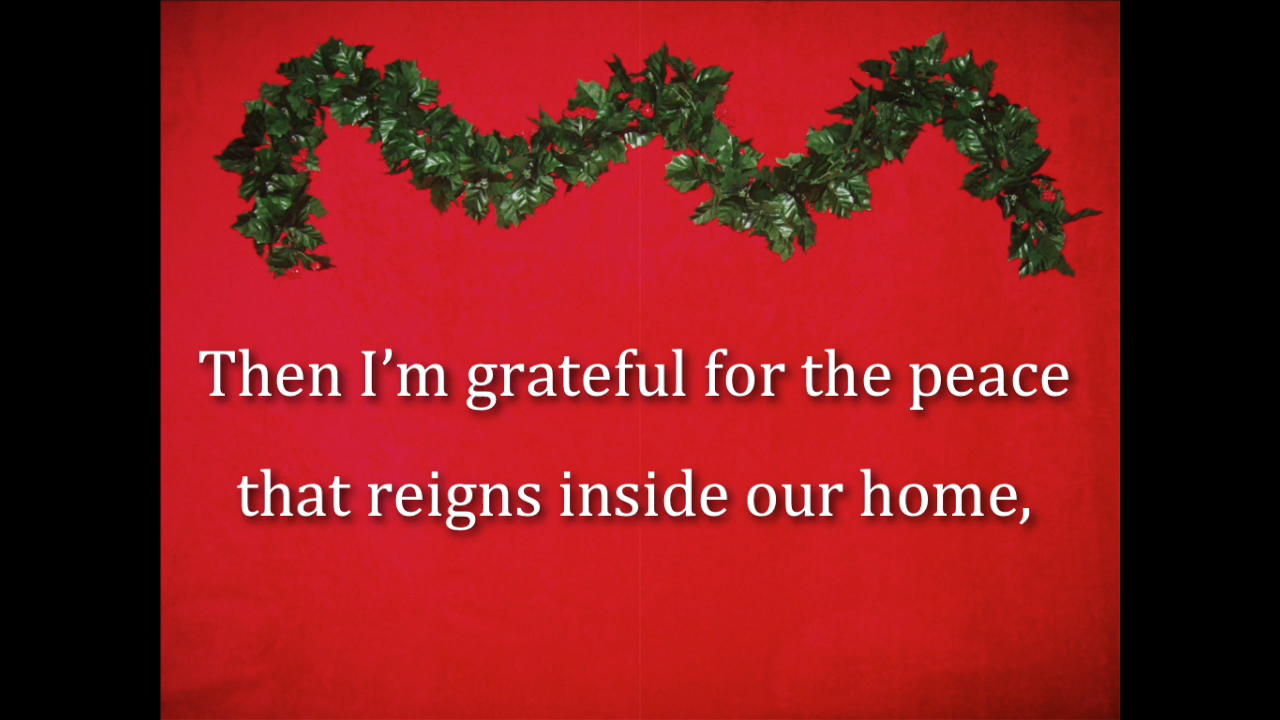 Then I’m grateful for the peace
that reigns inside our home,